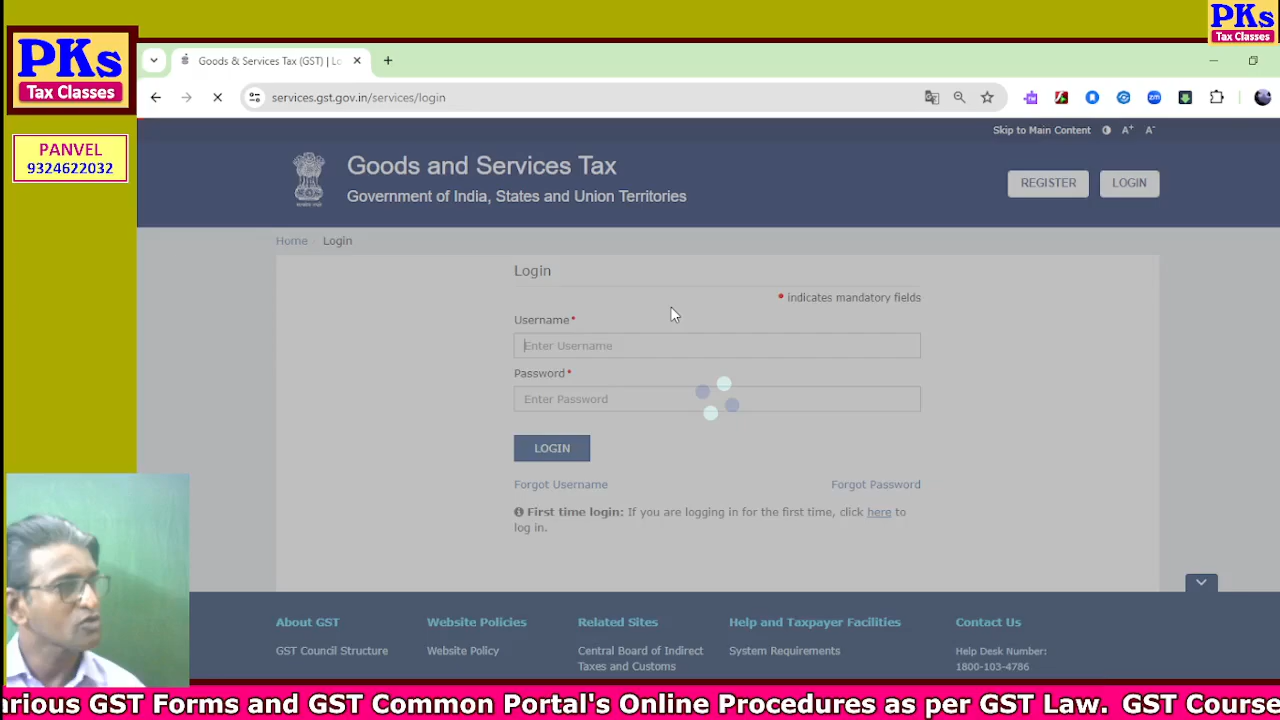 PKs
Tax Classes
PKs
Tax Classes
PANVEL
9324622032
Goods & Services Tax (GST) | Lo
services.gst.gov.in/services/login
Skip to Main Content
A+
A-
Goods and Services Tax
Government of India, States and Union Territories
REGISTER
LOGIN
Home
Login
Login
* indicates mandatory fields
Username*
Enter Username
Password*
Enter Password
LOGIN
Forgot Username
Forgot Password
First time login: If you are logging in for the first time, click here to
log in.
About GST
GST Council Structure
Website Policies
Website Policy
Related Sites
Central Board of Indirect
Taxes and Customs
Help and Taxpayer Facilities
System Requirements
Contact Us
Help Desk Number:
1800-103-4786
arious GST Forms and GST Common Portal's Online Procedures as per GST Law. GST Course